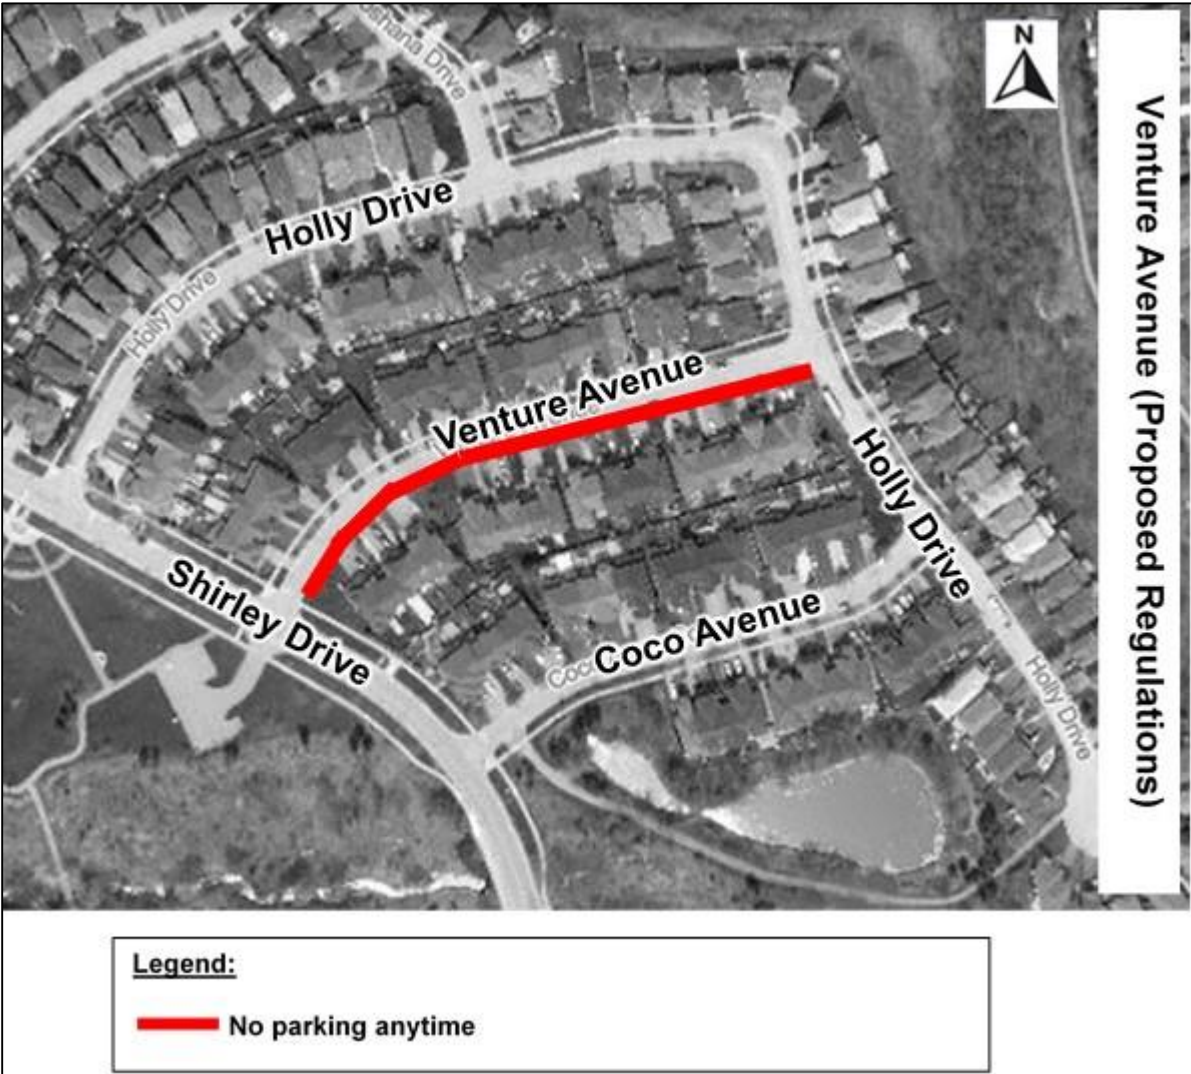 N
Venture Avenue (Proposed Regulations)
Drive
Holly Drive
Holly Drive
Venture Avenue
Holly Drive
Shirley Drive
Coco Avenue
Holly Drive
Legend:
No parking anytime